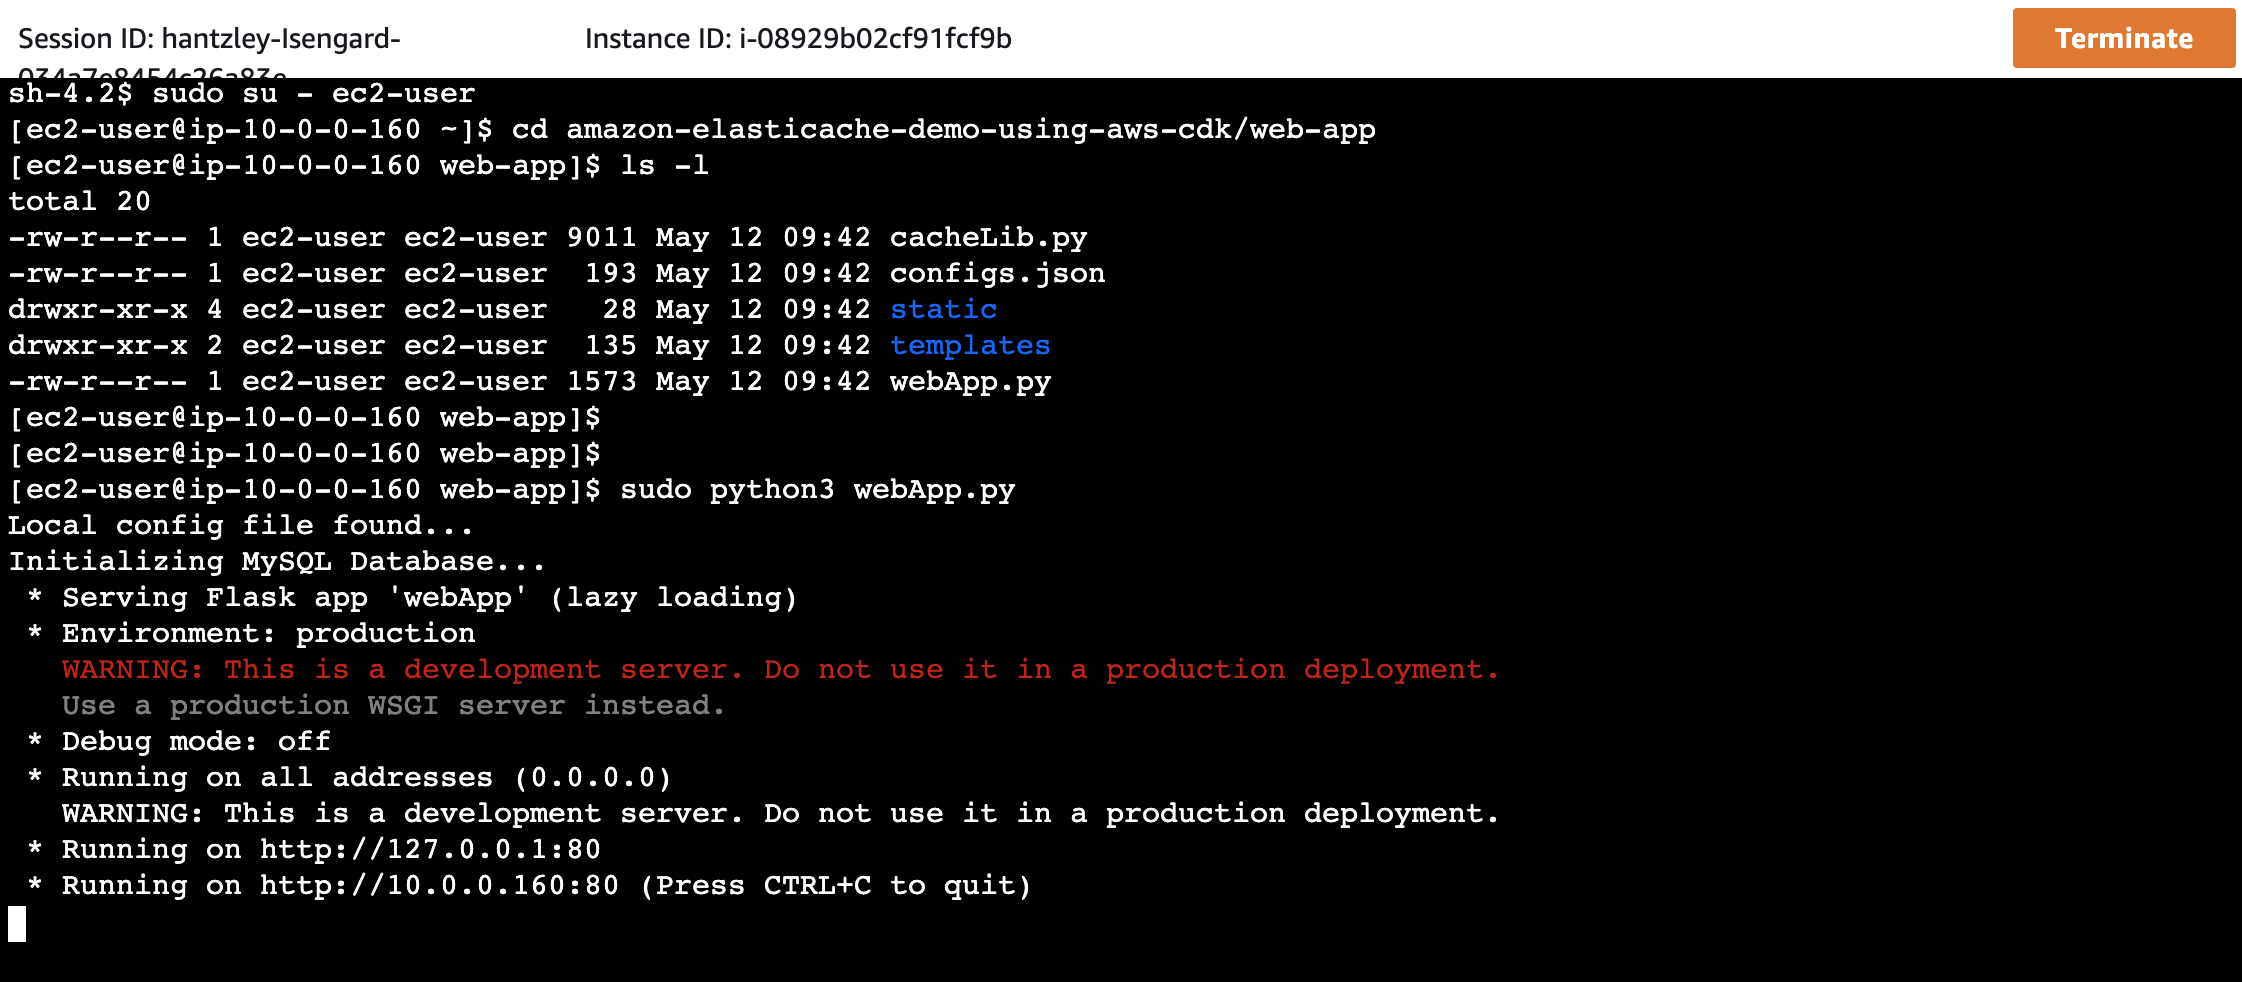 Session ID: hantzley-Isengard-
Instance ID: i-08929b02cf91fcf9b
Terminate
sh-4.2$ sudo su - ec2-user
[ec2-user@ip-10-0-0-160 ~]$ cd amazon-elasticache-demo-using-aws-cdk/web-app
[ec2-user@ip-10-0-0-160 web-app]$ ls -l
total 20
-rw-r--r-- 1 ec2-user ec2-user 9011 May 12 09:42 cacheLib.py
-rw-r--r-- 1 ec2-user ec2-user  193 May 12 09:42 configs.json
drwxr-xr-x 4 ec2-user ec2-user   28 May 12 09:42 static
drwxr-xr-x 2 ec2-user ec2-user  135 May 12 09:42 templates
-rw-r--r-- 1 ec2-user ec2-user 1573 May 12 09:42 webApp.py
[ec2-user@ip-10-0-0-160 web-app]$
[ec2-user@ip-10-0-0-160 web-app]$
[ec2-user@ip-10-0-0-160 web-app]$ sudo python3 webApp.py
Local config file found...
Initializing MySQL Database...
 * Serving Flask app 'webApp' (lazy loading)
 * Environment: production
   WARNING: This is a development server. Do not use it in a production deployment.
   Use a production WSGI server instead.
 * Debug mode: off
 * Running on all addresses (0.0.0.0)
   WARNING: This is a development server. Do not use it in a production deployment.
 * Running on http://127.0.0.1:80
 * Running on http://10.0.0.160:80 (Press CTRL+C to quit)